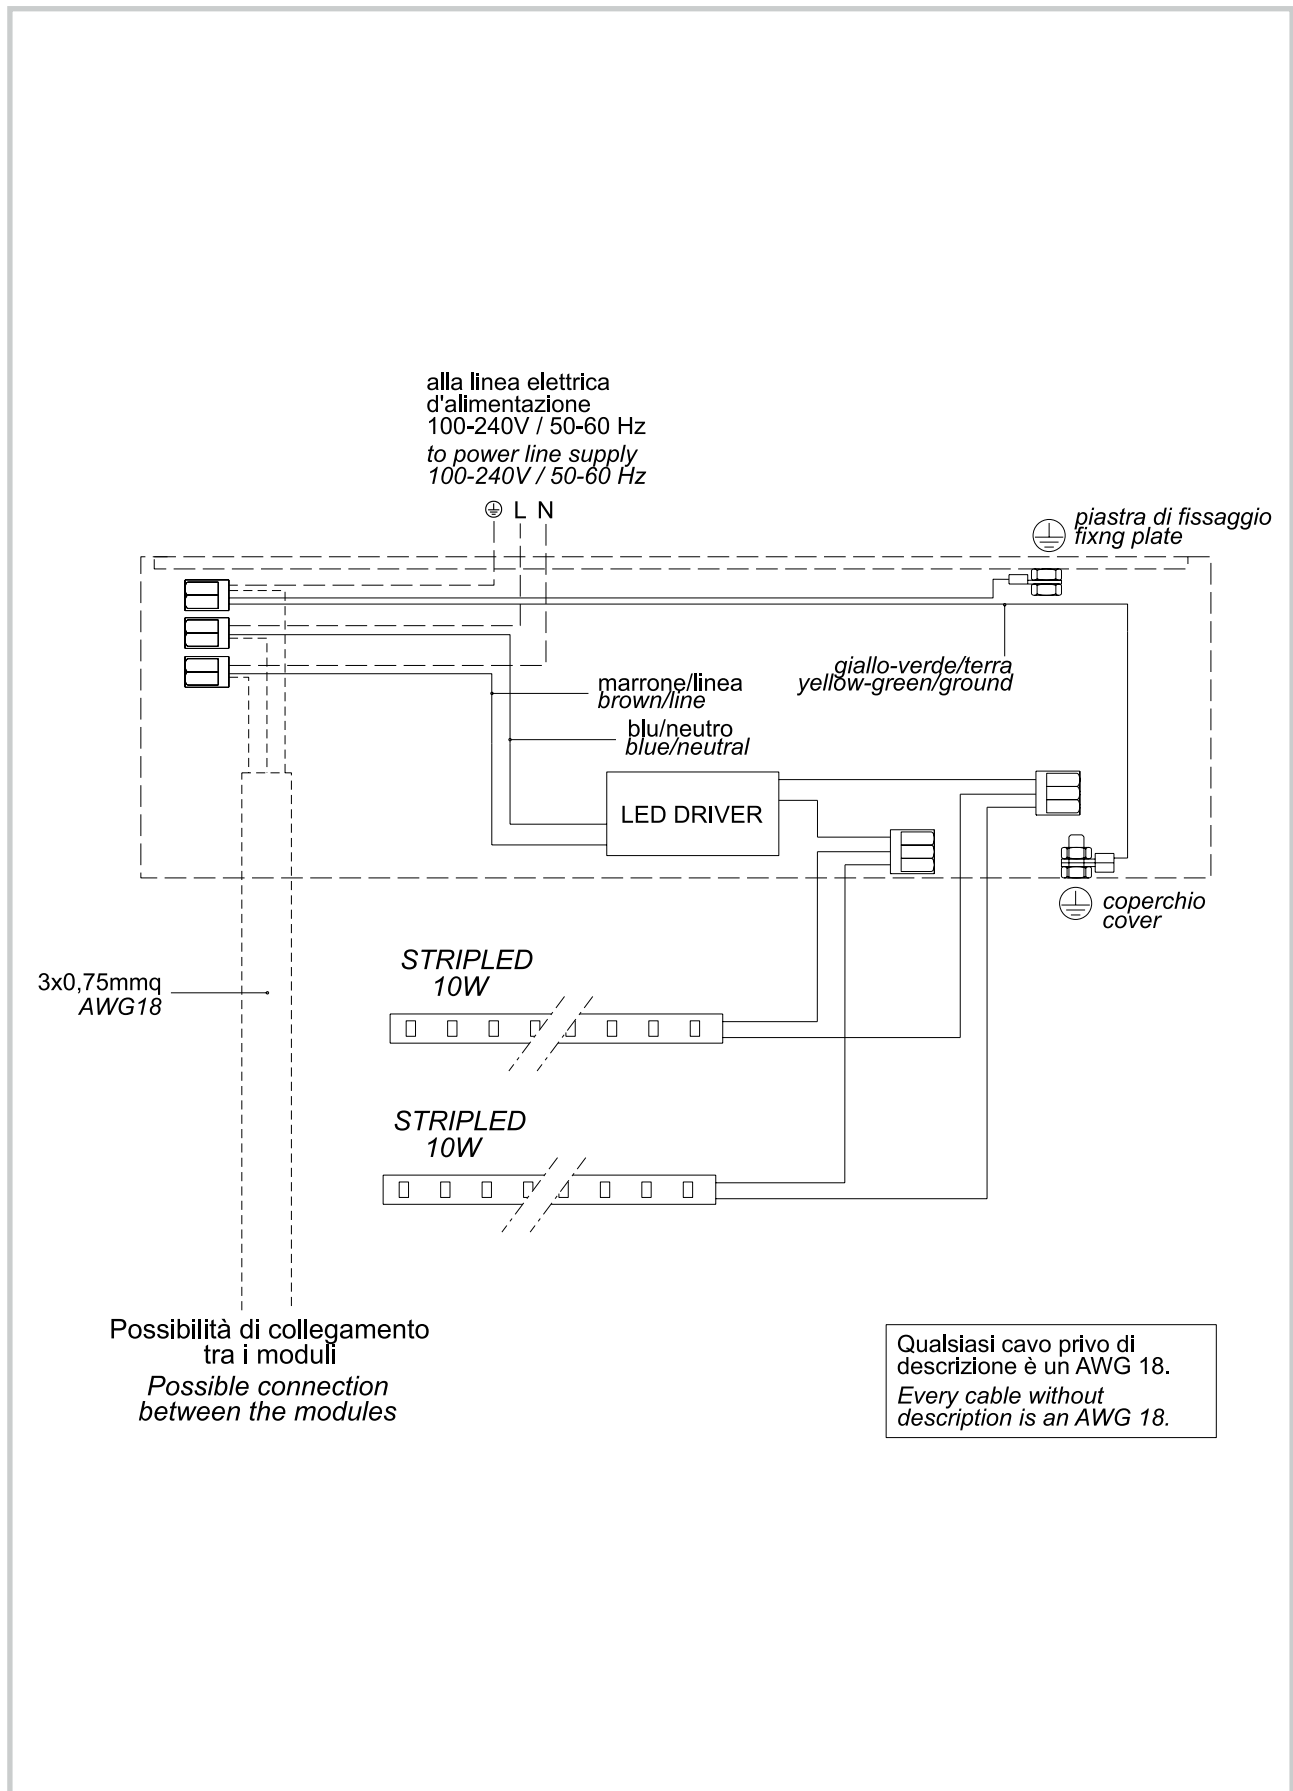 alla linea elettrica
d'alimentazione
100-240V / 50-60 Hz
to power line supply
100-240V / 50-60 Hz
L N
piastra di fissaggio
fixng plate
giallo-verde/terra
yellow-green/ground
marrone/linea
brown/line
blu/neutro
blue/neutral
LED DRIVER
coperchio
cover
STRIPLED
10W
3x0,75mmq
AWG18
STRIPLED
10W
Possibilità di collegamento
tra i moduli
Possible connection
between the modules
Qualsiasi cavo privo di
descrizione è un AWG 18.
Every cable without
description is an AWG 18.